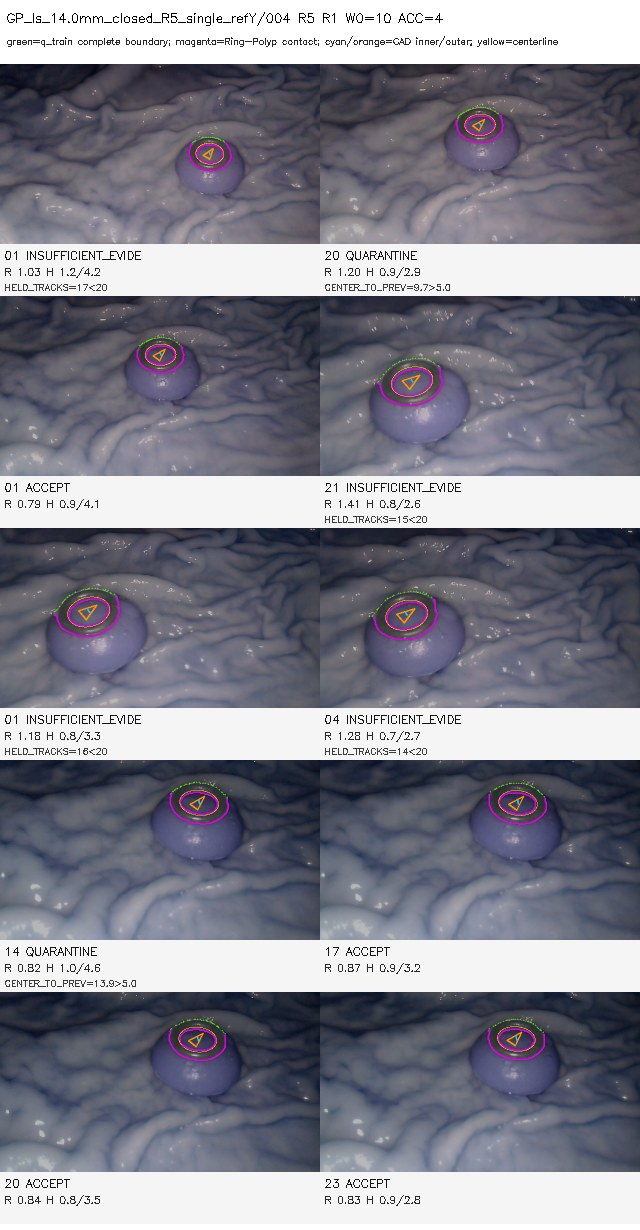 GP_Is_14.0mm_closed_R5_single_refY/004 R5 R1 WO=10 ACC=4
green=q_train complete boundary; magenta=Ring-Polyp contact; cyan/orange=CAD inner/outer; yellow=centerline
01 INSUFFICIENT_EVIDE
R 1.03 H 1.2/4.2
HELD_TRACKS=17<20
20 QUARANTINE
R 1.20 H 0.9/2.9
CENTER_TO_PREV=9.7>5.0
01 ACCEPT
R 0.79 H 0.9/4.1
21 INSUFFICIENT_EVIDE
R 1.41 H 0.8/2.6
HELD_TRACKS=15<20
01 INSUFFICIENT_EVIDE
R 1.18 H 0.8/3.3
HELD_TRACKS=16<20
04 INSUFFICIENT_EVIDE
R 1.28 H 0.7/2.7
HELD_TRACKS=14<20
14 QUARANTINE
R 0.82 H 1.0/4.6
CENTER_TO_PREV=13.9>5.0
17 ACCEPT
R 0.87 H 0.9/3.2
20 ACCEPT
R 0.84 H 0.8/3.5
23 ACCEPT
R 0.83 H 0.9/2.8